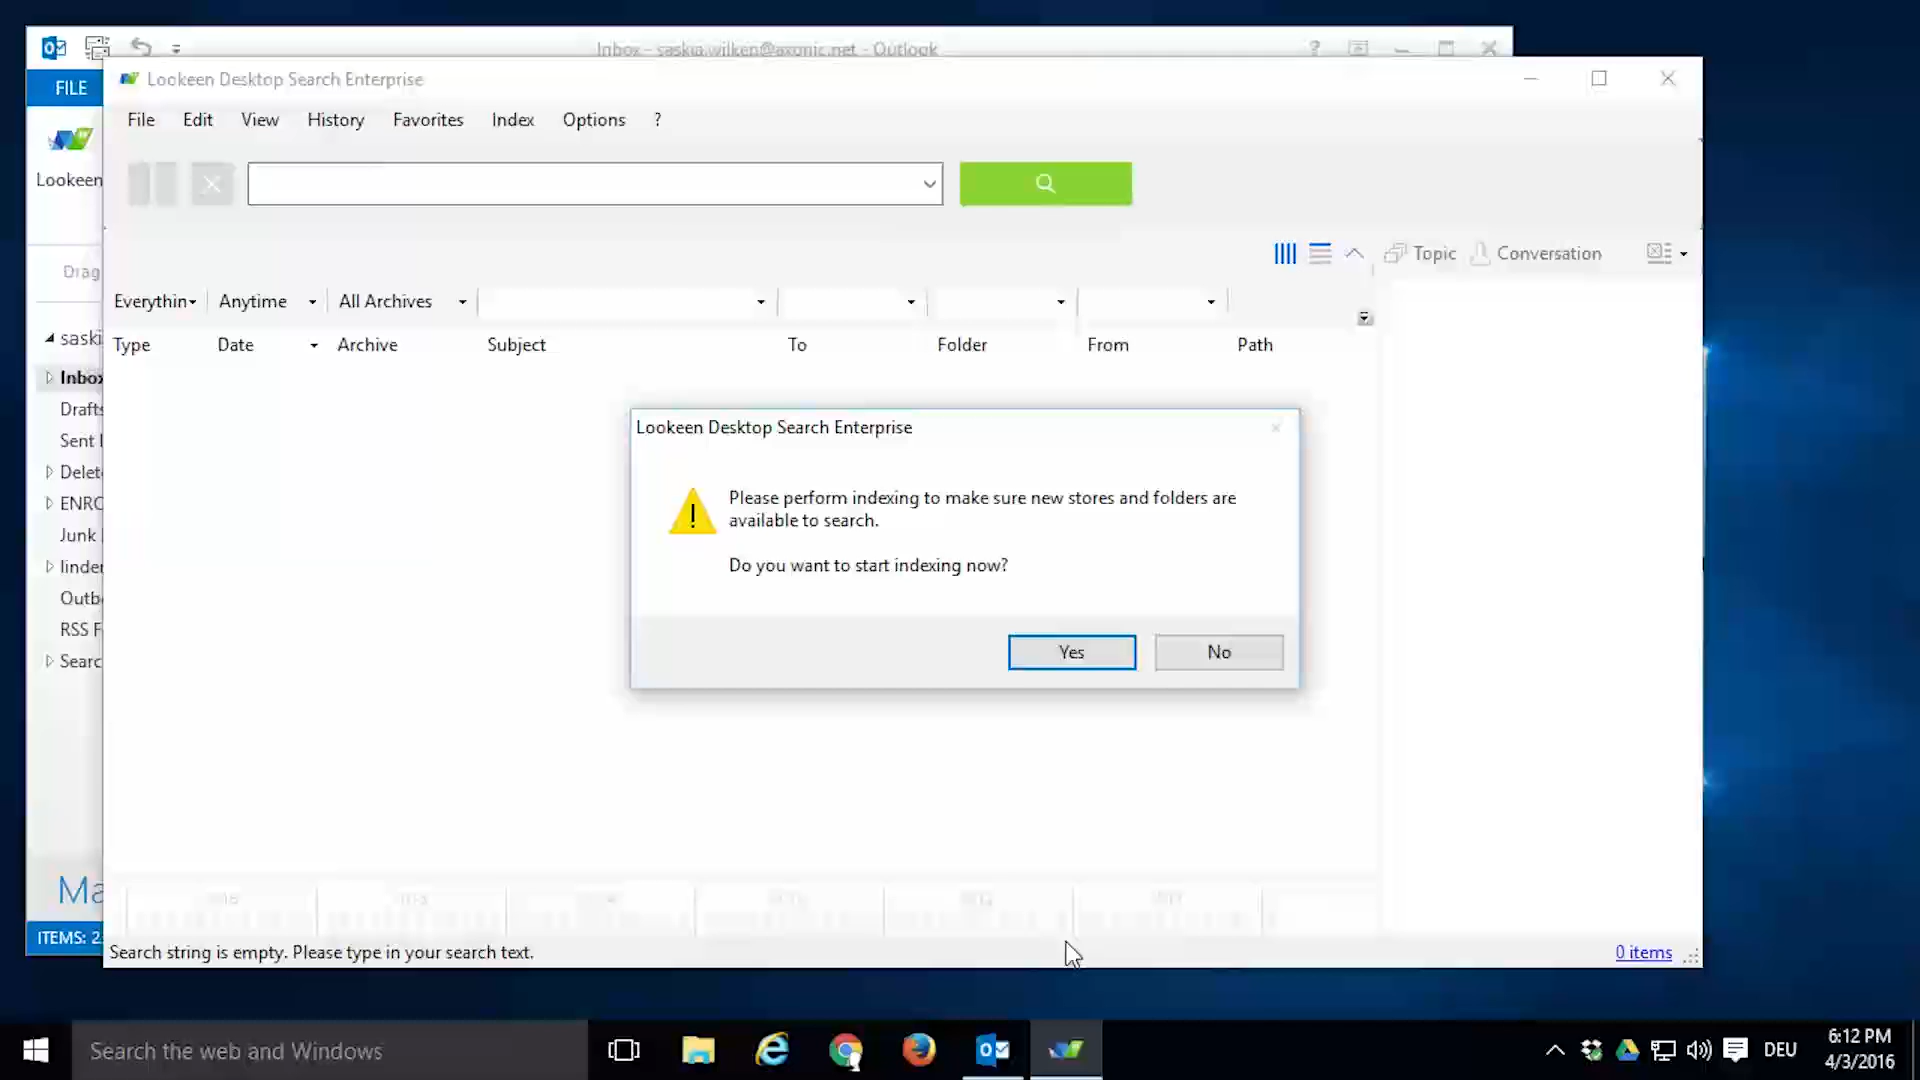 Inbox - saskia.wilken@axonic.net - Outlook
FILE
Lookeen Desktop Search Enterprise
File Edit View History Favorites Index Options ?
Lookeen
Topic Conversation
Drag
Everythin Anytime All Archives
saski
Type Date Archive Subject To Folder From Path
Inbox
Drafts
Sent I
Delete
ENRO
Junk
linder
Outb
RSS F
Searc
Lookeen Desktop Search Enterprise
Please perform indexing to make sure new stores and folders are
available to search.
Do you want to start indexing now?
Yes No
Ma
ITEMS: 2
Search string is empty. Please type in your search text. 0 items
Search the web and Windows
DEU
6:12 PM
4/3/2016